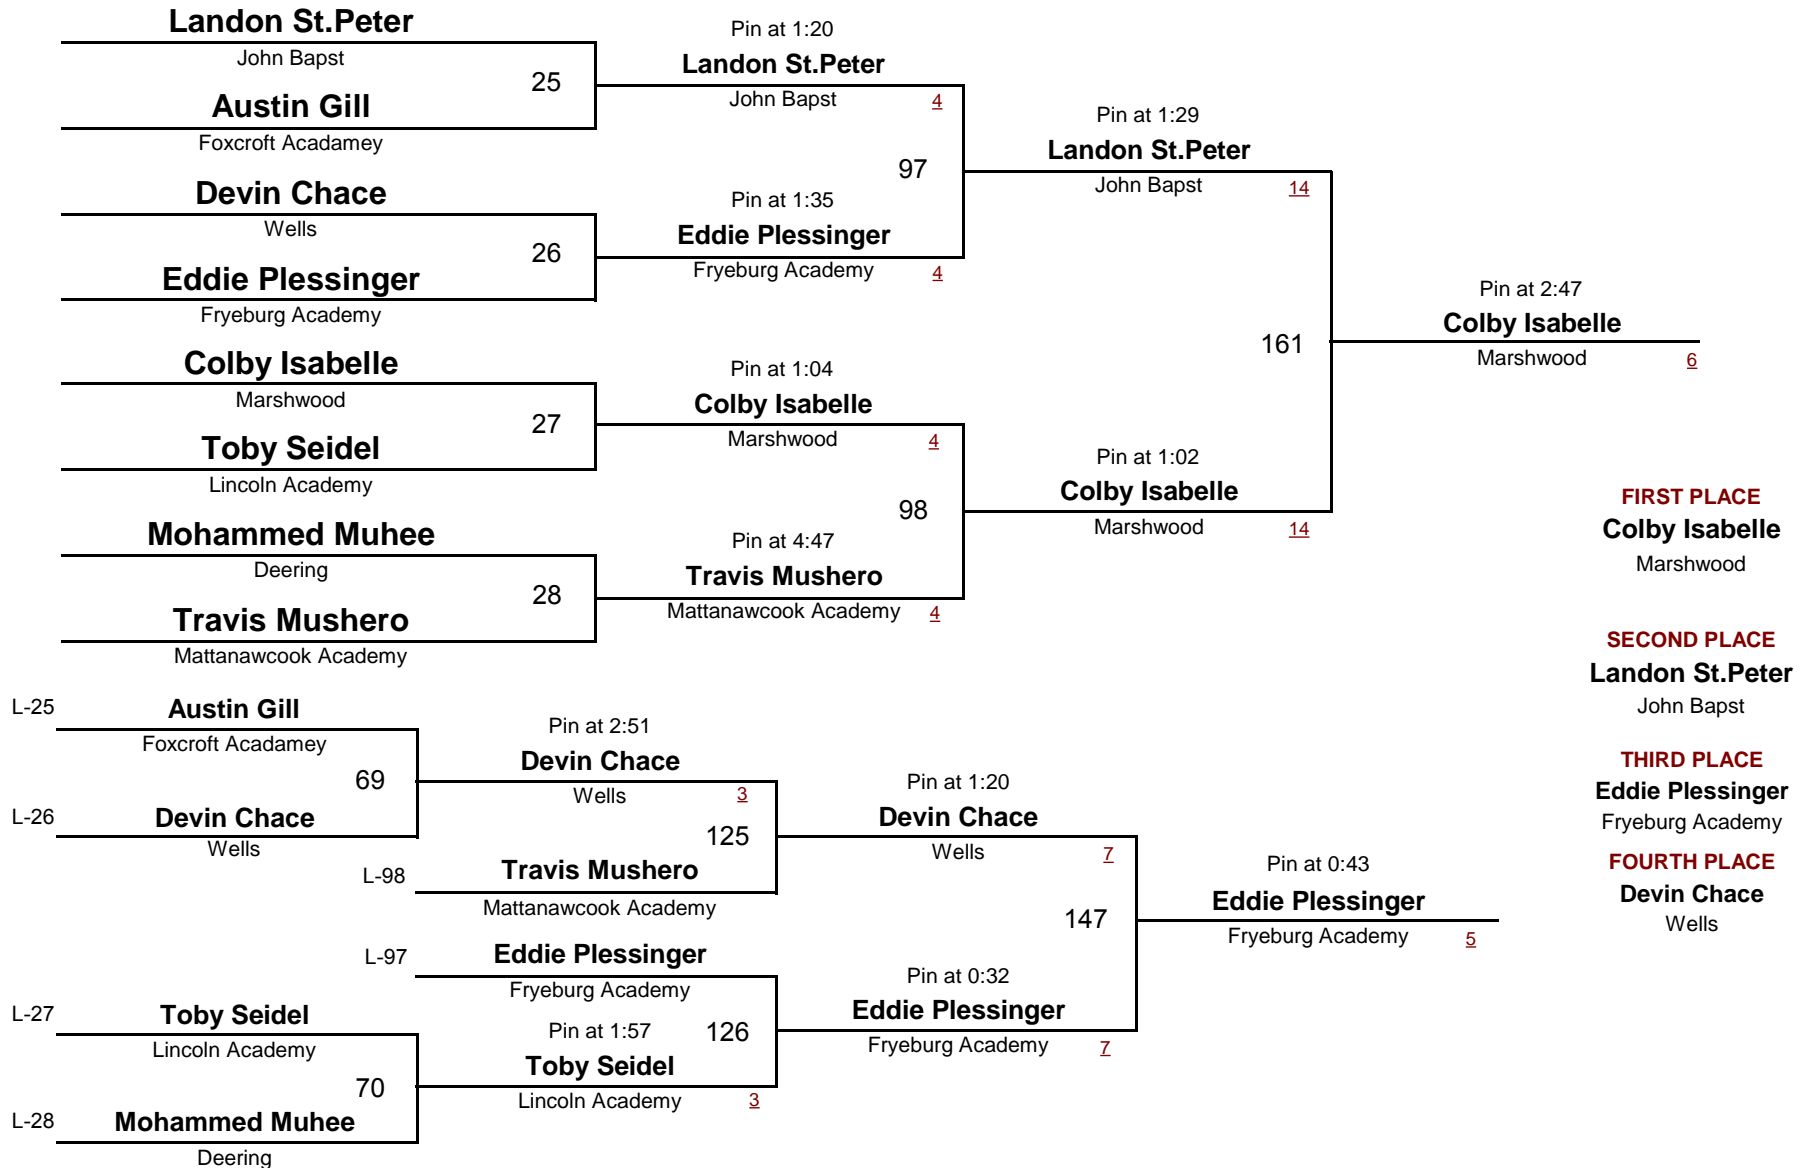 Landon St.Peter
John Bapst
25
Austin Gill
Foxcroft Acadamey
Devin Chace
Wells
26
Eddie Plessinger
Fryeburg Academy
Colby Isabelle
Marshwood
27
Toby Seidel
Lincoln Academy
Mohammed Muhee
Deering
28
Travis Mushero
Mattanawcook Academy
Pin at 1:20
Landon St.Peter
John Bapst 4
97
Pin at 1:35
Eddie Plessinger
Fryeburg Academy 4
Pin at 1:04
Colby Isabelle
Marshwood 4
98
Pin at 4:47
Travis Mushero
Mattanawcook Academy 4
Pin at 1:29
Landon St.Peter
John Bapst 14
161
Pin at 1:02
Colby Isabelle
Marshwood 14
Pin at 2:47
Colby Isabelle
Marshwood 6
FIRST PLACE
Colby Isabelle
Marshwood
SECOND PLACE
Landon St.Peter
John Bapst
THIRD PLACE
Eddie Plessinger
Fryeburg Academy
FOURTH PLACE
Devin Chace
Wells
L-25 Austin Gill
Foxcroft Acadamey
69
L-26 Devin Chace
Wells
Pin at 2:51
Devin Chace
Wells 3
125
L-98 Travis Mushero
Mattanawcook Academy
L-97 Eddie Plessinger
Fryeburg Academy
126
L-27 Toby Seidel
Lincoln Academy
70
L-28 Mohammed Muhee
Deering
Pin at 1:57
Toby Seidel
Lincoln Academy 3
Pin at 1:20
Devin Chace
Wells 7
147
Pin at 0:32
Eddie Plessinger
Fryeburg Academy 7
Pin at 0:43
Eddie Plessinger
Fryeburg Academy 5